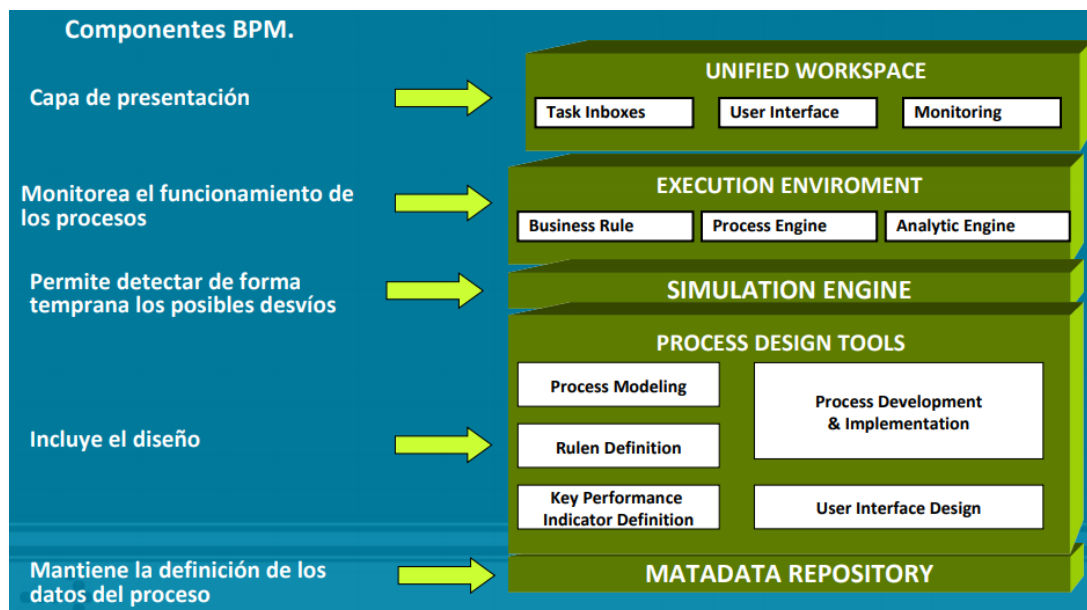 Componentes BPM.
UNIFIED WORKSPACE
Capa de presentación
Task Inboxes
User Interface
Monitoring
Monitorea el funcionamiento de
los procesos
EXECUTION ENVIROMENT
Business Rule
Process Engine
Analytic Engine
Permite detectar de forma
temprana los posibles desvíos
SIMULATION ENGINE
PROCESS DESIGN TOOLS
Process Modeling
Process Development
& Implementation
Incluye el diseño
Rulen Definition
Key Performance
Indicator Definition
User Interface Design
Mantiene la definición de los
datos del proceso
MATADATA REPOSITORY